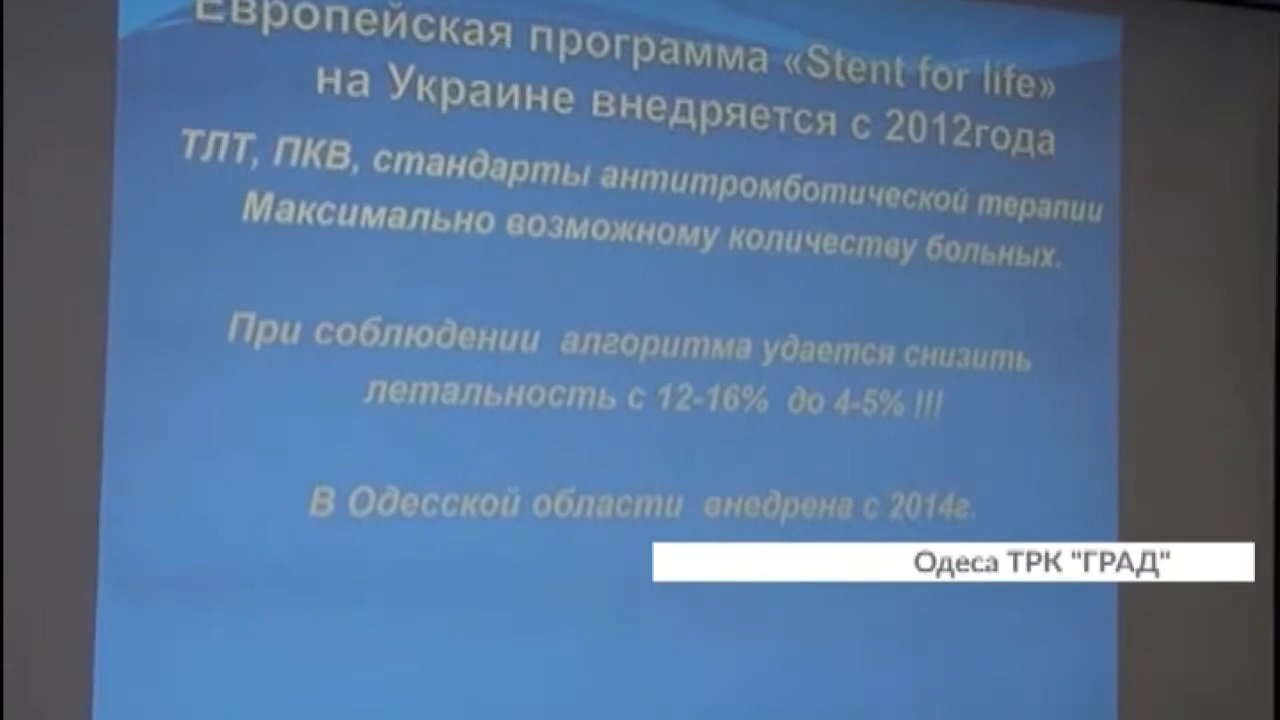 Европейская программа «Stent for life»
на Украине внедряется с 2012года
ТЛТ, ПКВ, стандарты антитромботической терапии
Максимально возможному количеству больных.
При соблюдении алгоритма удается снизить
летальность с 12-16% до 4-5% !!!
В Одесской области внедрена с 2014г.
Одеса ТРК "ГРАД"